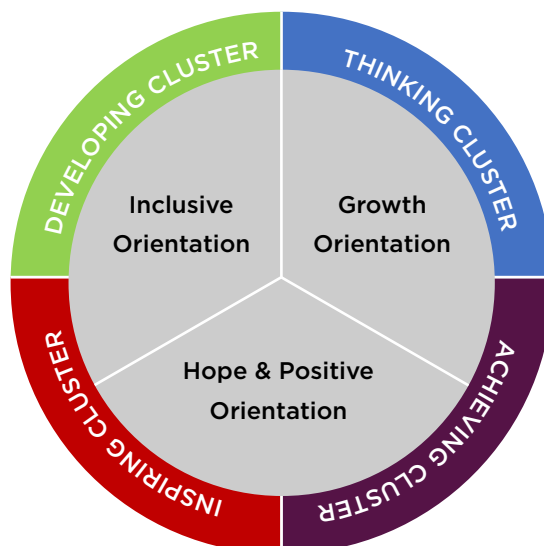 DEVELOPING CLUSTER
THINKING CLUSTER
Inclusive
Orientation
Growth
Orientation
Hope & Positive
Orientation
INSPIRING CLUSTER
ACHIEVING CLUSTER